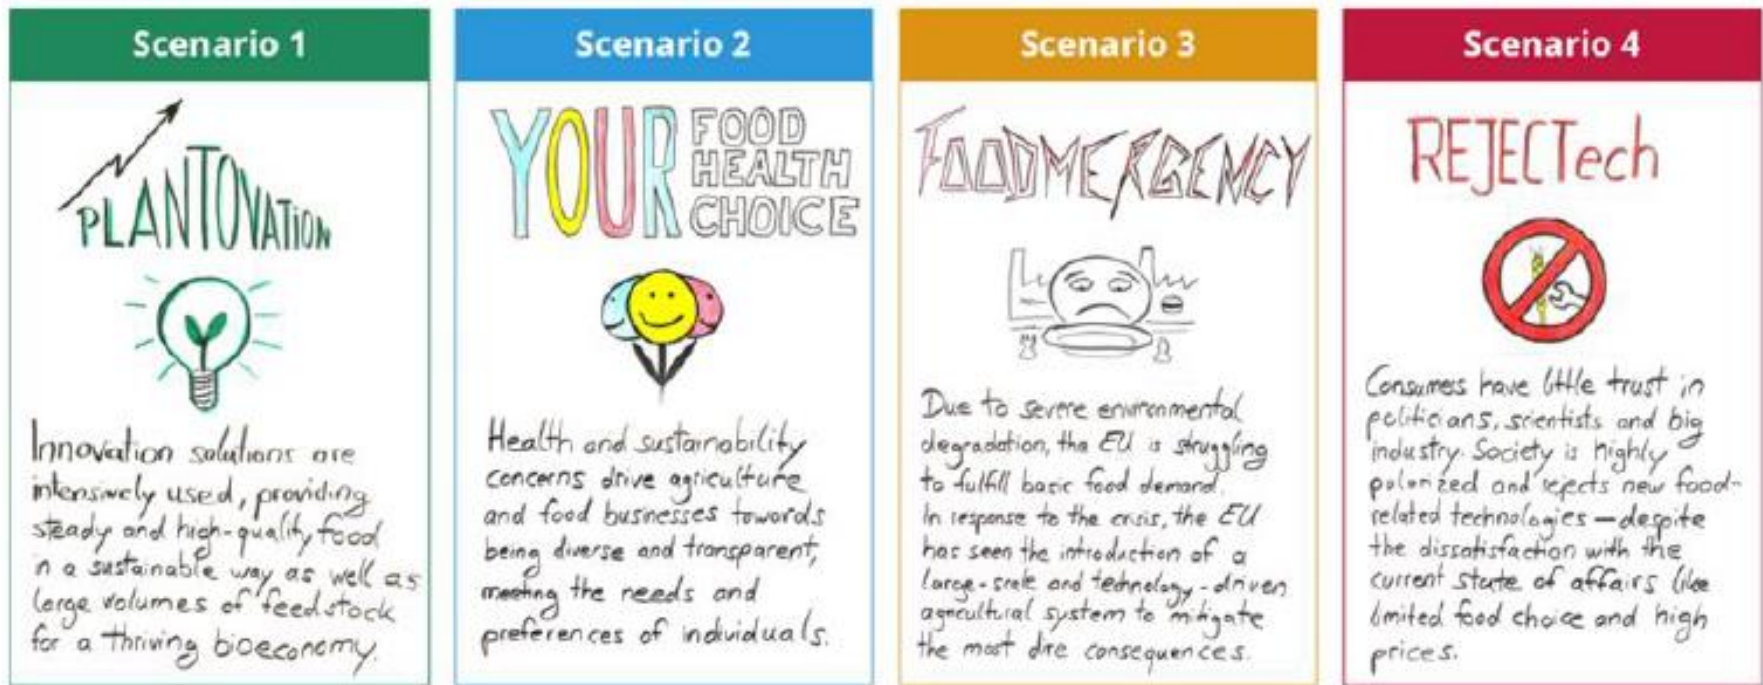 Scenario 1
PLANTOVATION
Innovation solutions are
intensively used, providing
steady and high-quality food
in a sustainable way as well as
large volumes of feedstock
for a thriving bioeconomy.
Scenario 2
YOUR
FOOD
HEALTH
CHOICE
Health and sustainability
concerns drive agriculture
and food businesses towards
being diverse and transparent,
meeting the needs and
preferences of individuals.
Scenario 3
FOODMERGENCY
Due to severe environmental
degradation, the EU is struggling
to fulfill basic food demand.
In response to the crisis, the EU
has seen the introduction of a
large-scale and technology-driven
agricultural system to mitigate
the most dire consequences.
Scenario 4
REJECTech
Consumers have little trust in
politicians, scientists and big
industry. Society is highly
polarized and rejects new food-
related technologies – despite
the dissatisfaction with the
current state of affairs like
limited food choice and high
prices.